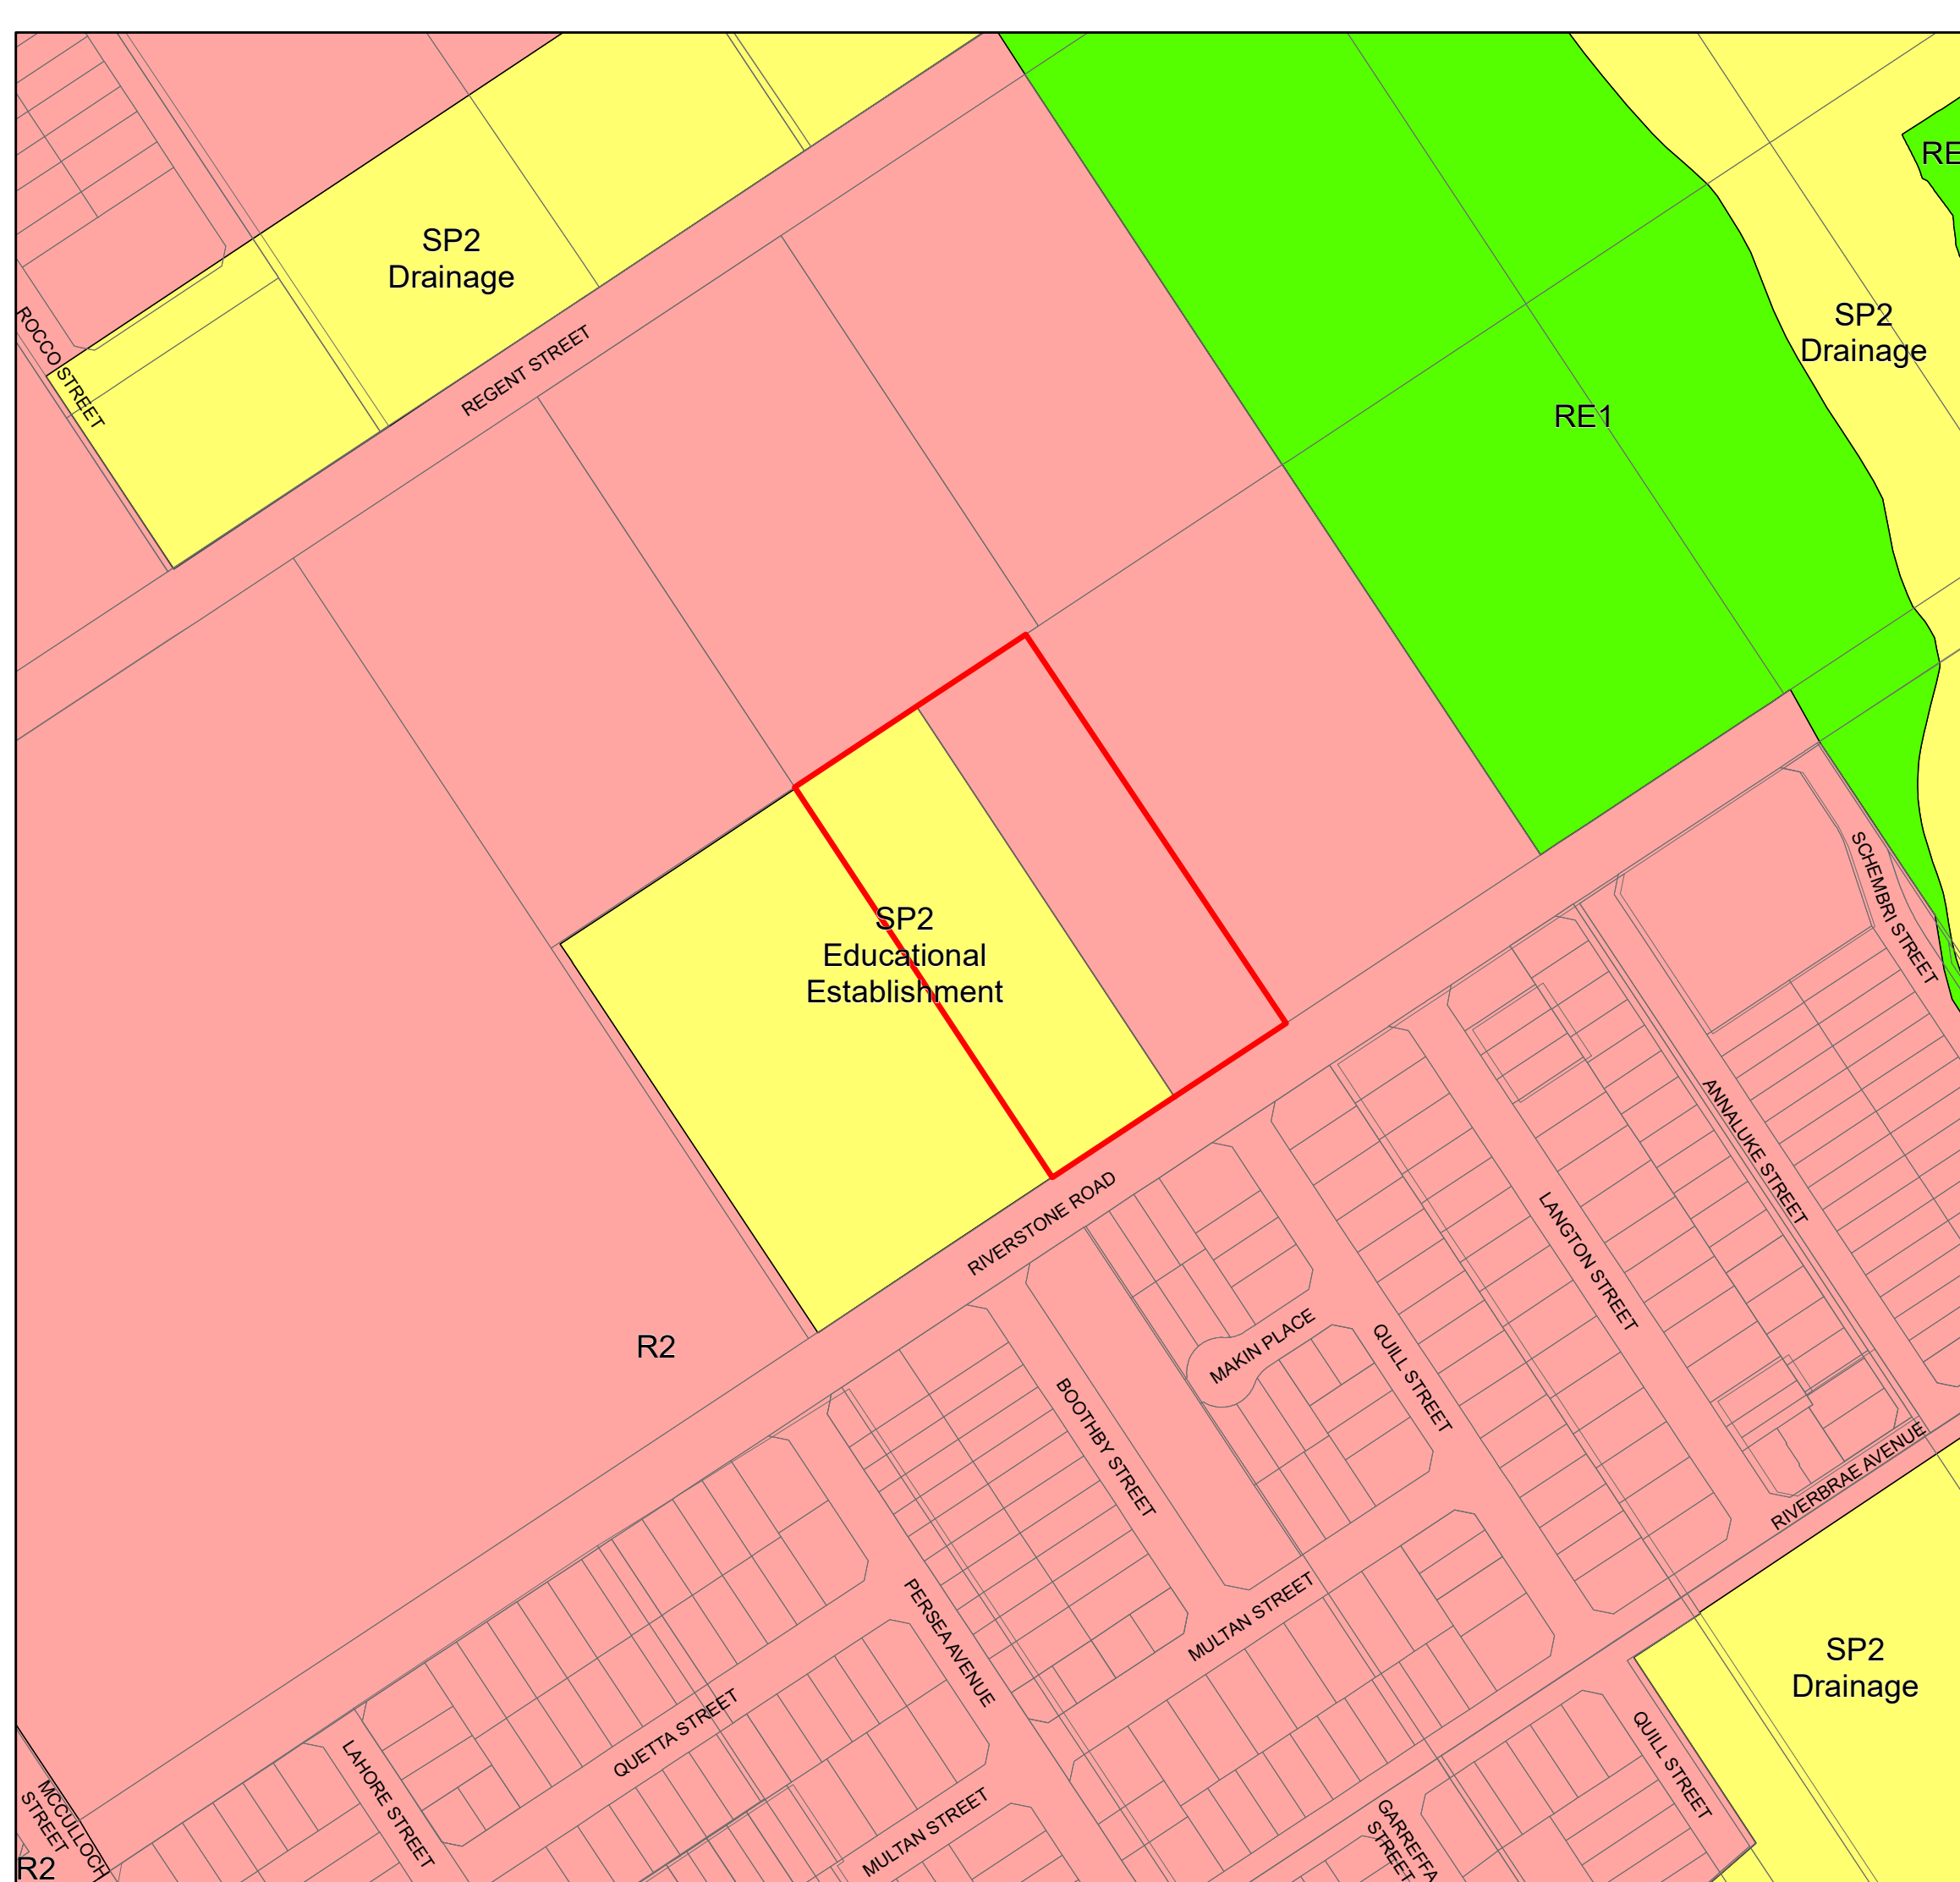 RE
SP2
Drainage
SP2
Drainage
ROCCO STREET
REGENT STREET
RE1
SP2
Educational
Establishment
SCHEMBRI STREET
ANNALUKE STREET
RIVERSTONE ROAD
LANGTON STREET
MAKIN PLACE
QUILL STREET
R2
BOOTHBY STREET
RIVERBRAE AVENUE
PERSEA AVENUE
MULTAN STREET
SP2
Drainage
QUETTA STREET
QUILL STREET
LAHORE STREET
MCCULLOCH
STREET
MULTAN STREET
GARREFFA
STREET
R2